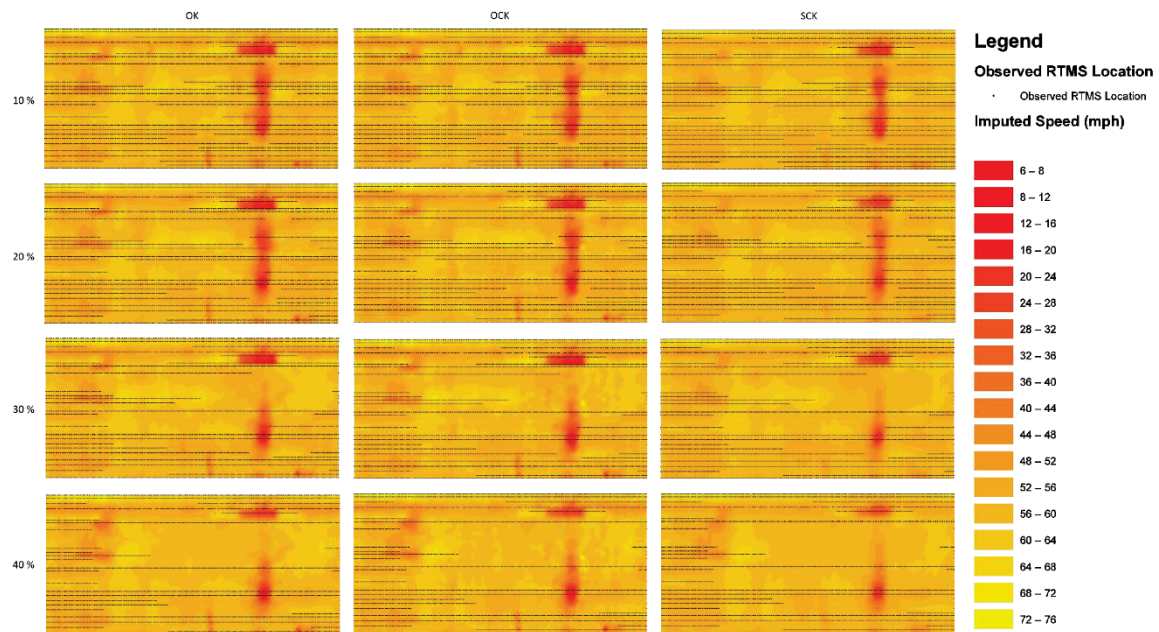 OK OCK SCK
10 %
20 %
30 %
40 %
Legend
Observed RTMS Location
· Observed RTMS Location
Imputed Speed (mph)
6 – 8
8 – 12
12 – 16
16 – 20
20 – 24
24 – 28
28 – 32
32 – 36
36 – 40
40 – 44
44 – 48
48 – 52
52 – 56
56 – 60
60 – 64
64 – 68
68 – 72
72 – 76